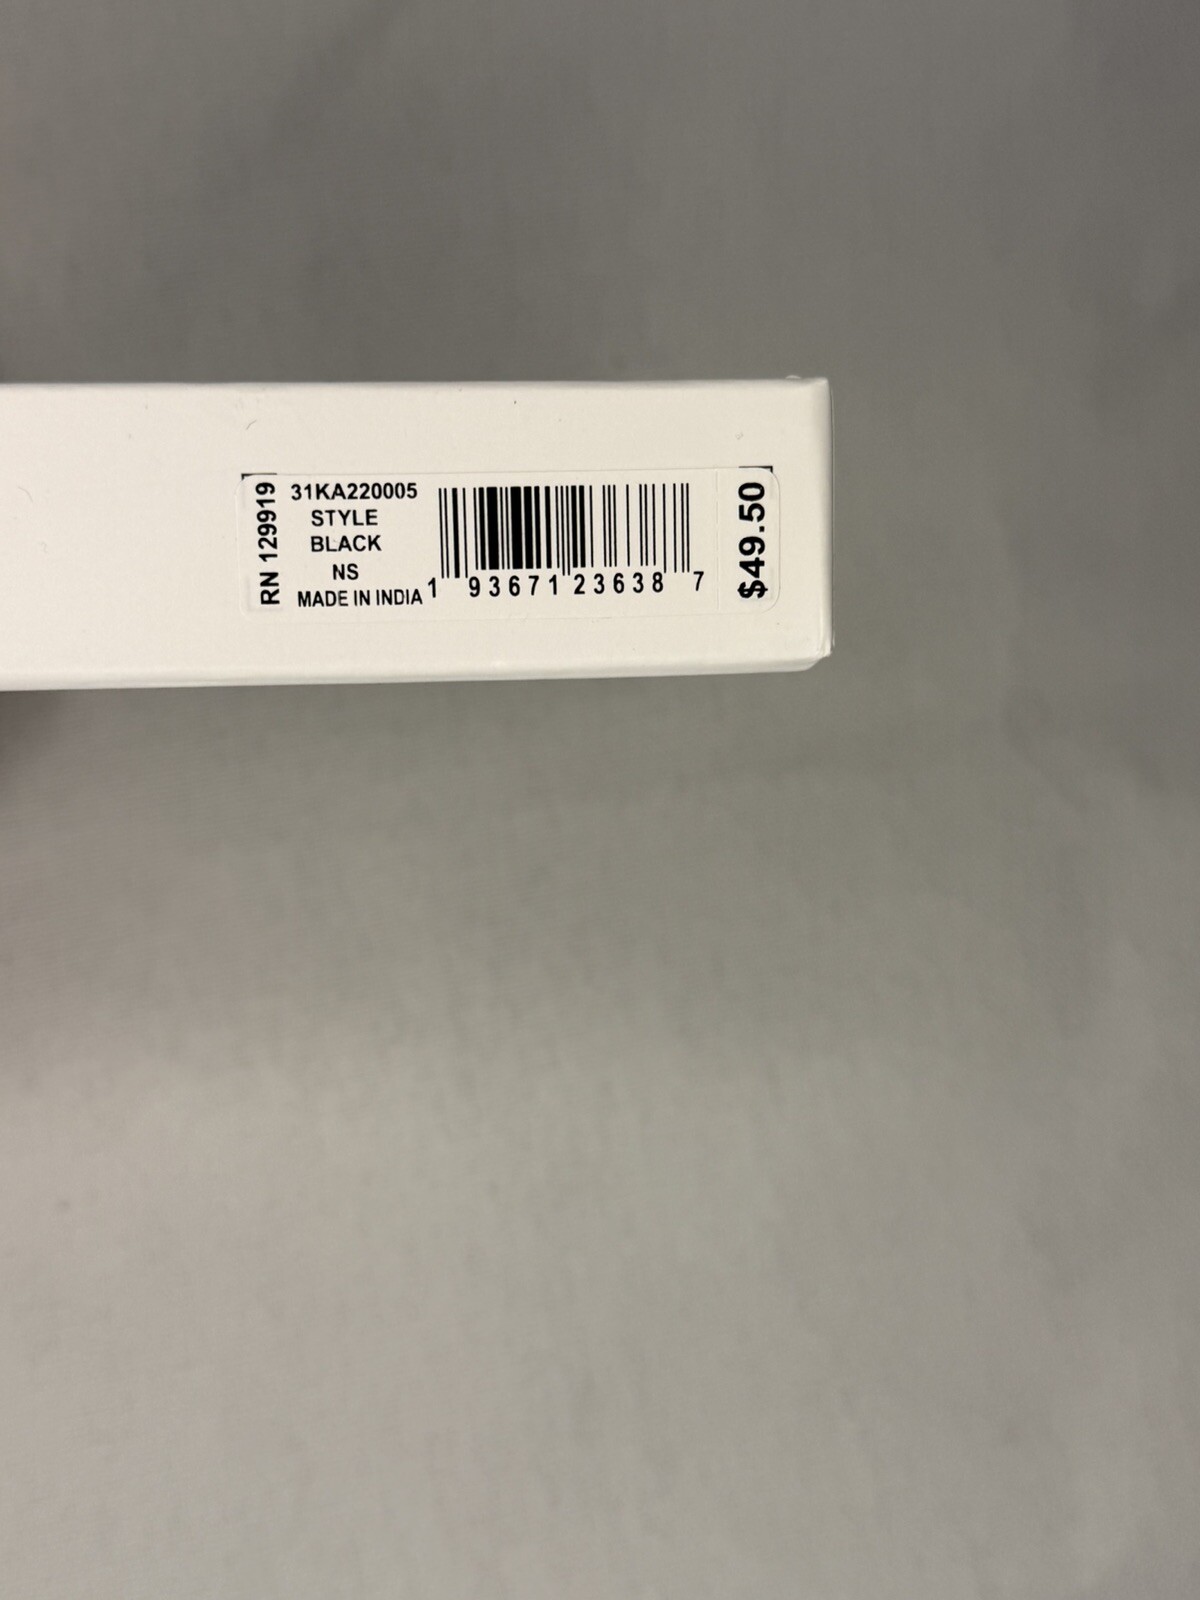 RN 129919
31KA220005
STYLE
BLACK
NS
MADE IN INDIA
1 93671 23638 7
$49.50